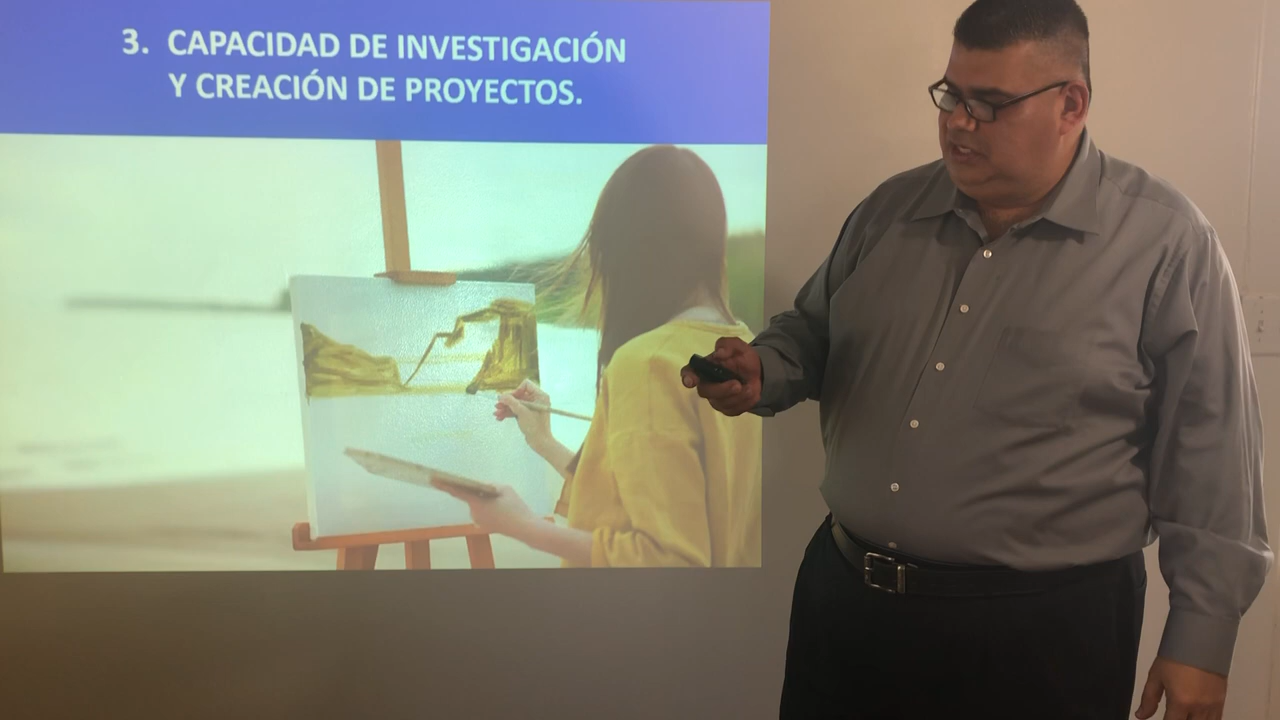 3. CAPACIDAD DE INVESTIGACIÓN
Y CREACIÓN DE PROYECTOS.